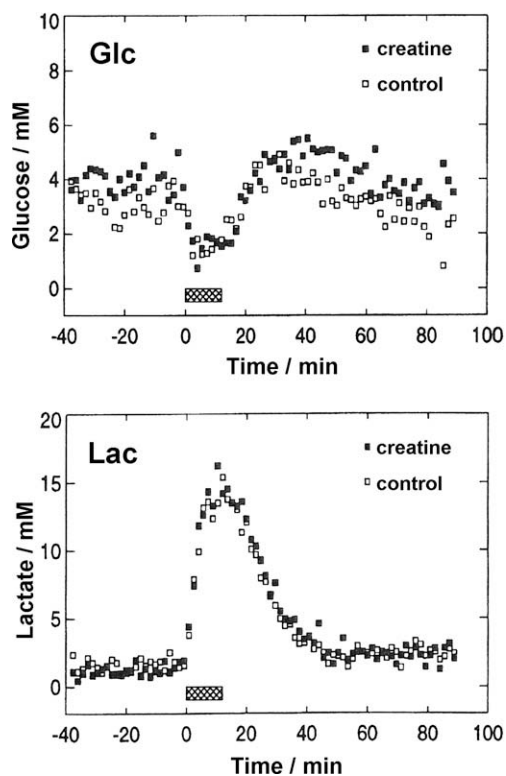 Glc
creatine
control
Glucose / mM
10
8
6
4
2
0
-40 -20 0 20 40 60 80 100
Time / min
Lac
creatine
control
Lactate / mM
20
15
10
5
0
-40 -20 0 20 40 60 80 100
Time / min